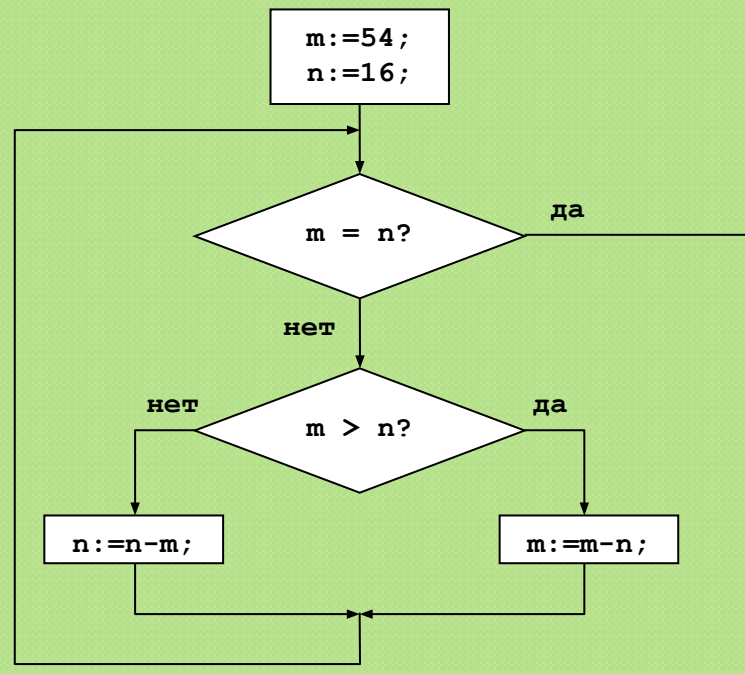 m:=54;
n:=16;
m = n?
да
нет
нет
m > n?
да
n:=n-m;
m:=m-n;